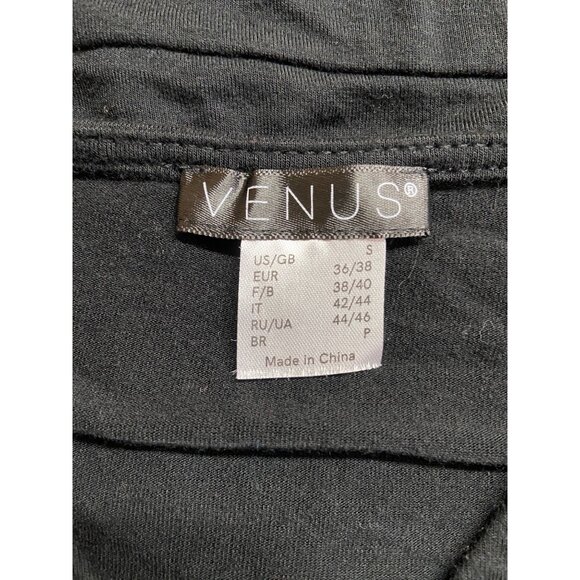 VENUS®
US/GB S
EUR 36/38
F/B 38/40
IT 42/44
RU/UA 44/46
BR P
Made in China